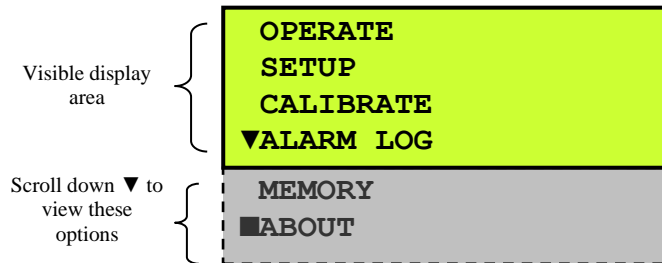 Visible display
area
OPERATE
SETUP
CALIBRATE
▼ALARM LOG
Scroll down ▼ to
view these
options
MEMORY
■ABOUT